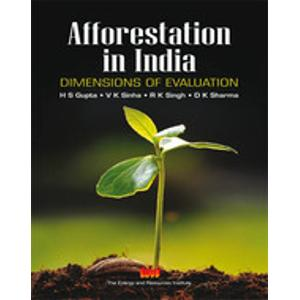 Afforestation
in India
DIMENSIONS OF EVALUATION
H S Gupta • V K Sinha • R K Singh • D K Sharma
The Energy and Resources Institute